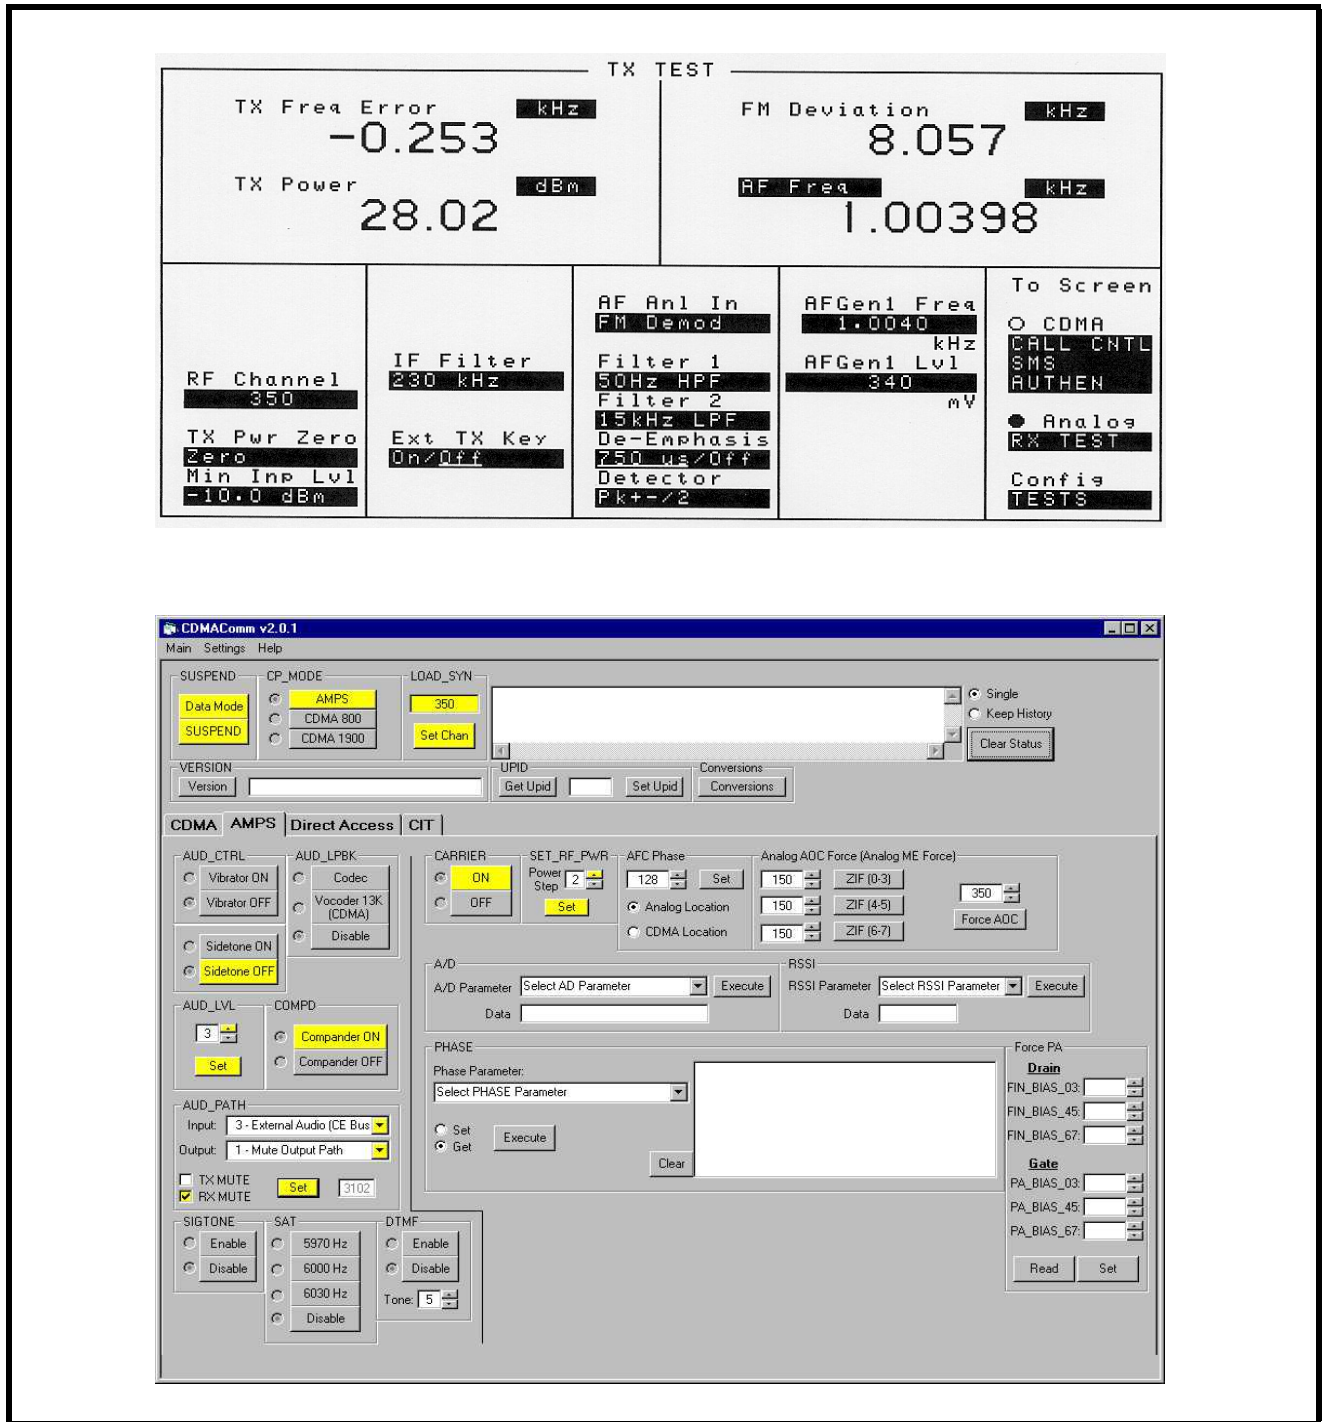 TX TEST
TX Freq Error kHz
-0.253
TX Power dBm
28.02
FM Deviation kHz
8.057
AF Freq kHz
1.00398
RF Channel
350
TX Pwr Zero
Zero
Min Inp Lvl
-10.0 dBm
IF Filter
230 kHz
Ext TX Key
On/Off
AF Anl In
FM Demod
Filter 1
50Hz HPF
Filter 2
15kHz LPF
De-Emphasis
750 us/Off
Detector
Pk+-/2
AFGen1 Freq
1.0040
kHz
AFGen1 Lvl
340
mV
To Screen
CDMA
CALL CNTL
SMS
AUTHEN
Analog
RX TEST
Config
TESTS
CDMAComm v2.0.1
Main Settings Help
SUSPEND
Data Mode
SUSPEND
CP_MODE
AMPS
CDMA 800
CDMA 1900
LOAD_SYN
350
Set Chan
Single
Keep History
Clear Status
VERSION
Version
UPID
Get Upid
Set Upid
Conversions
Conversions
CDMA AMPS Direct Access CIT
AUD_CTRL
Vibrator ON
Vibrator OFF
Sidetone ON
Sidetone OFF
AUD_LPBK
Codec
Vocoder 13K
(CDMA)
Disable
AUD_LVL
3
Set
COMPD
Compander ON
Compander OFF
AUD_PATH
Input: 3 - External Audio (CE Bus
Output: 1 - Mute Output Path
TX MUTE
RX MUTE
Set
3102
SIGTONE
Enable
Disable
SAT
5970 Hz
6000 Hz
6030 Hz
Disable
DTMF
Enable
Disable
Tone: 5
CARRIER
ON
OFF
SET_RF_PWR
Power
Step 2
Set
AFC Phase
128 Set
Analog Location
CDMA Location
Analog AOC Force (Analog ME Force)
150 ZIF (0-3)
150 ZIF (4-5)
150 ZIF (6-7)
350
Force AOC
A/D
A/D Parameter Select AD Parameter Execute
Data
RSSI
RSSI Parameter Select RSSI Parameter Execute
Data
PHASE
Phase Parameter:
Select PHASE Parameter
Set
Get
Execute
Clear
Force PA
Drain
FIN_BIAS_03:
FIN_BIAS_45:
FIN_BIAS_67:
Gate
PA_BIAS_03:
PA_BIAS_45:
PA_BIAS_67:
Read Set